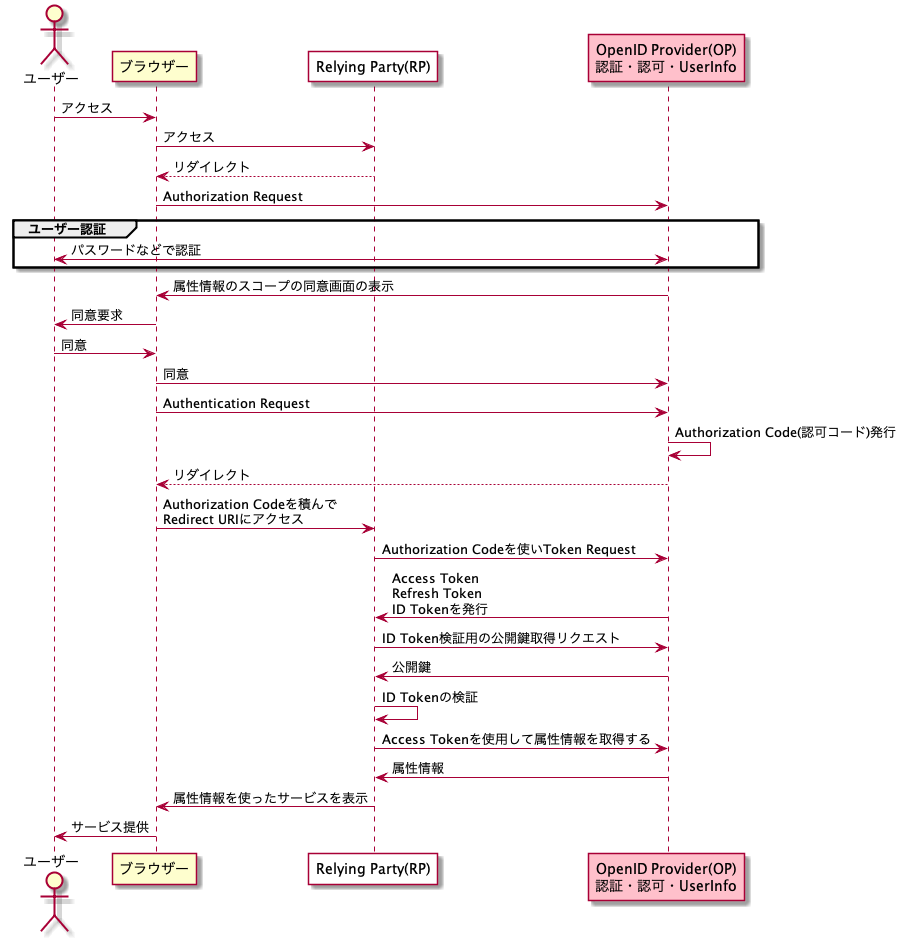 ユーザー
ブラウザー
Relying Party(RP)
OpenID Provider(OP)
認証・認可・UserInfo
アクセス
アクセス
リダイレクト
Authorization Request
ユーザー認証
パスワードなどで認証
属性情報のスコープの同意画面の表示
同意要求
同意
同意
Authentication Request
Authorization Code(認可コード)発行
リダイレクト
Authorization Codeを積んで
Redirect URIにアクセス
Authorization Codeを使いToken Request
Access Token
Refresh Token
ID Tokenを発行
ID Token検証用の公開鍵取得リクエスト
公開鍵
ID Tokenの検証
Access Tokenを使用して属性情報を取得する
属性情報
属性情報を使ったサービスを表示
サービス提供
ユーザー
ブラウザー
Relying Party(RP)
OpenID Provider(OP)
認証・認可・UserInfo